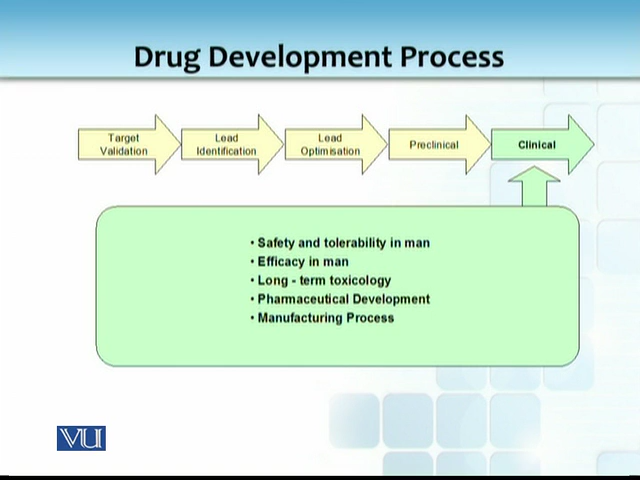 Drug Development Process
Target
Validation
Lead
Identification
Lead
Optimisation
Preclinical
Clinical
• Safety and tolerability in man
• Efficacy in man
• Long - term toxicology
• Pharmaceutical Development
• Manufacturing Process
VU